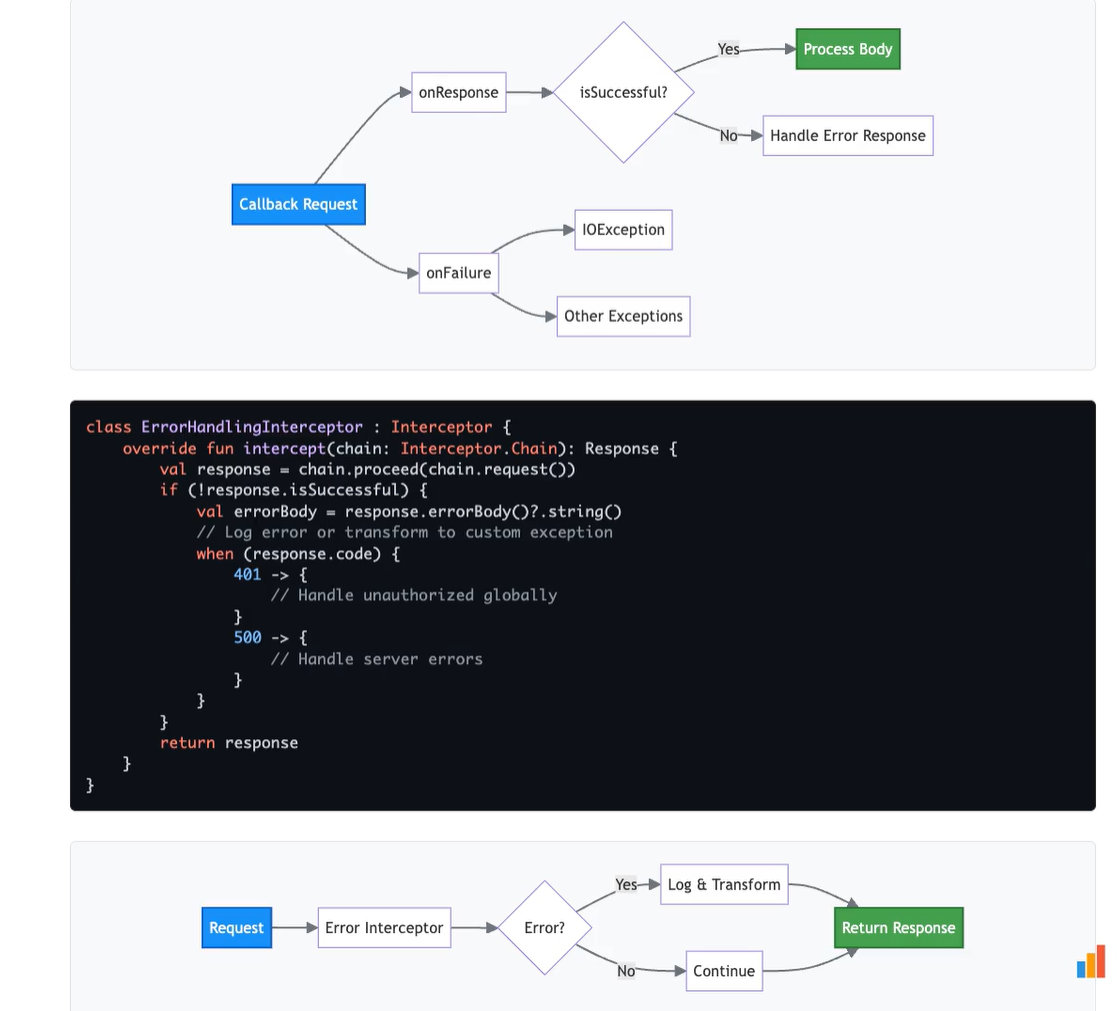 Yes
Process Body
onResponse
isSuccessful?
No
Handle Error Response
Callback Request
IOException
onFailure
Other Exceptions
class ErrorHandlingInterceptor : Interceptor {
    override fun intercept(chain: Interceptor.Chain): Response {
        val response = chain.proceed(chain.request())
        if (!response.isSuccessful) {
            val errorBody = response.errorBody()?.string()
            // Log error or transform to custom exception
            when (response.code) {
                401 -> {
                    // Handle unauthorized globally
                }
                500 -> {
                    // Handle server errors
                }
            }
        }
        return response
    }
}
Yes
Log & Transform
Request
Error Interceptor
Error?
Return Response
No
Continue